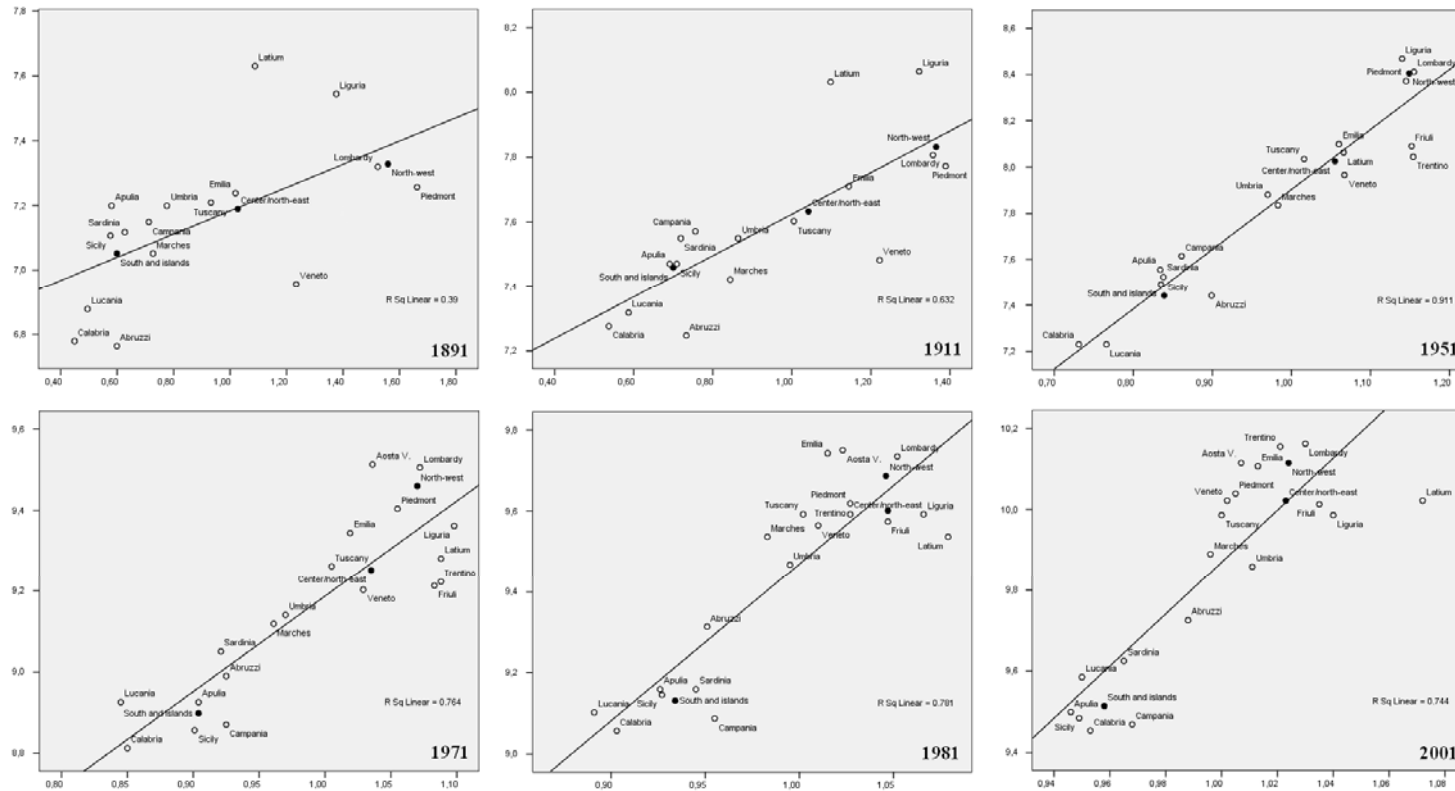 7,8
7,6
7,4
7,2
7,0
6,8
Latium
Liguria
Lombardy
North-west
Piedmont
Apulia
Umbria
Emilia
Center/north-east
Tuscany
Sardinia
Campania
Sicily
Marches
South and islands
Veneto
Lucania
R Sq Linear = 0.39
Calabria
Abruzzi
1891
0,40 0,60 0,80 1,00 1,20 1,40 1,60 1,80
8,2
8,0
7,8
7,6
7,4
7,2
Latium
Liguria
North-west
Lombardy
Piedmont
Emilia
Center/north-east
Campania
Umbria
Tuscany
Sardinia
Apulia
Veneto
South and islands
Sicily
Marches
Lucania
R Sq Linear = 0.632
Calabria
Abruzzi
1911
0,40 0,60 0,80 1,00 1,20 1,40
8,6
8,4
8,2
8,0
7,8
7,6
7,4
7,2
Liguria
Lombardy
Piedmont
North-west
Emilia
Friuli
Tuscany
Latium
Center/north-east
Trentino
Veneto
Umbria
Marches
Campania
Apulia
Sardinia
South and islands
Sicily
Abruzzi
R Sq Linear = 0.911
Calabria
Lucania
1951
0,70 0,80 0,90 1,00 1,10 1,20
9,6
9,4
9,2
9,0
8,8
Aosta V.
Lombardy
North-west
Piedmont
Emilia
Liguria
Tuscany
Latium
Center/north-east
Trentino
Veneto
Friuli
Umbria
Marches
Sardinia
Abruzzi
Lucania
Apulia
R Sq Linear = 0.764
South and islands
Calabria
Sicily
Campania
1971
0,80 0,85 0,90 0,95 1,00 1,05 1,10
9,8
9,6
9,4
9,2
9,0
Emilia
Lombardy
Aosta V.
North-west
Piedmont
Tuscany
Trentino
Center/north-east
Liguria
Marches
Veneto
Friuli
Latium
Umbria
Abruzzi
Apulia
Sardinia
Lucania
Sicily
South and islands
R Sq Linear = 0.781
Calabria
Campania
1981
0,90 0,95 1,00 1,05
10,2
10,0
9,8
9,6
9,4
Trentino
Aosta V.
Emilia
Lombardy
North-west
Veneto
Piedmont
Center/north-east
Latium
Tuscany
Friuli
Liguria
Marches
Umbria
Abruzzi
Lucania
Sardinia
South and islands
Apulia
R Sq Linear = 0.744
Sicily
Calabria
Campania
2001
0,94 0,96 0,98 1,00 1,02 1,04 1,06 1,08